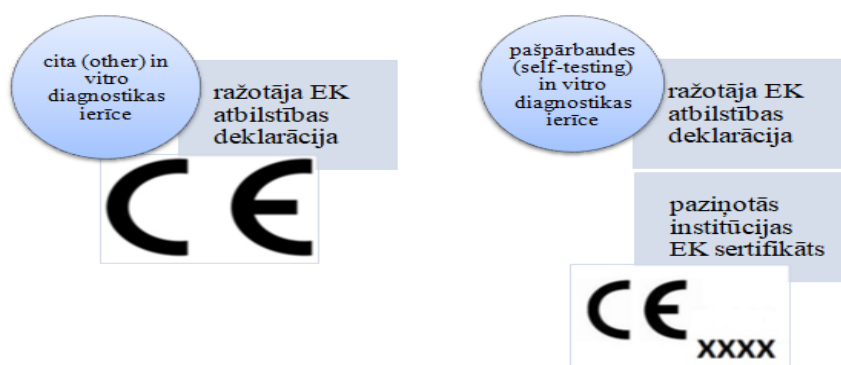 cita (other) in
vitro
diagnostikas
ierīce
ražotāja EK
atbilstības
deklarācija
CE
pašpārbaudes
(self-testing)
in vitro
diagnostikas
ierīce
ražotāja EK
atbilstības
deklarācija
paziņotās
institūcijas
EK sertifikāts
CE xxxx